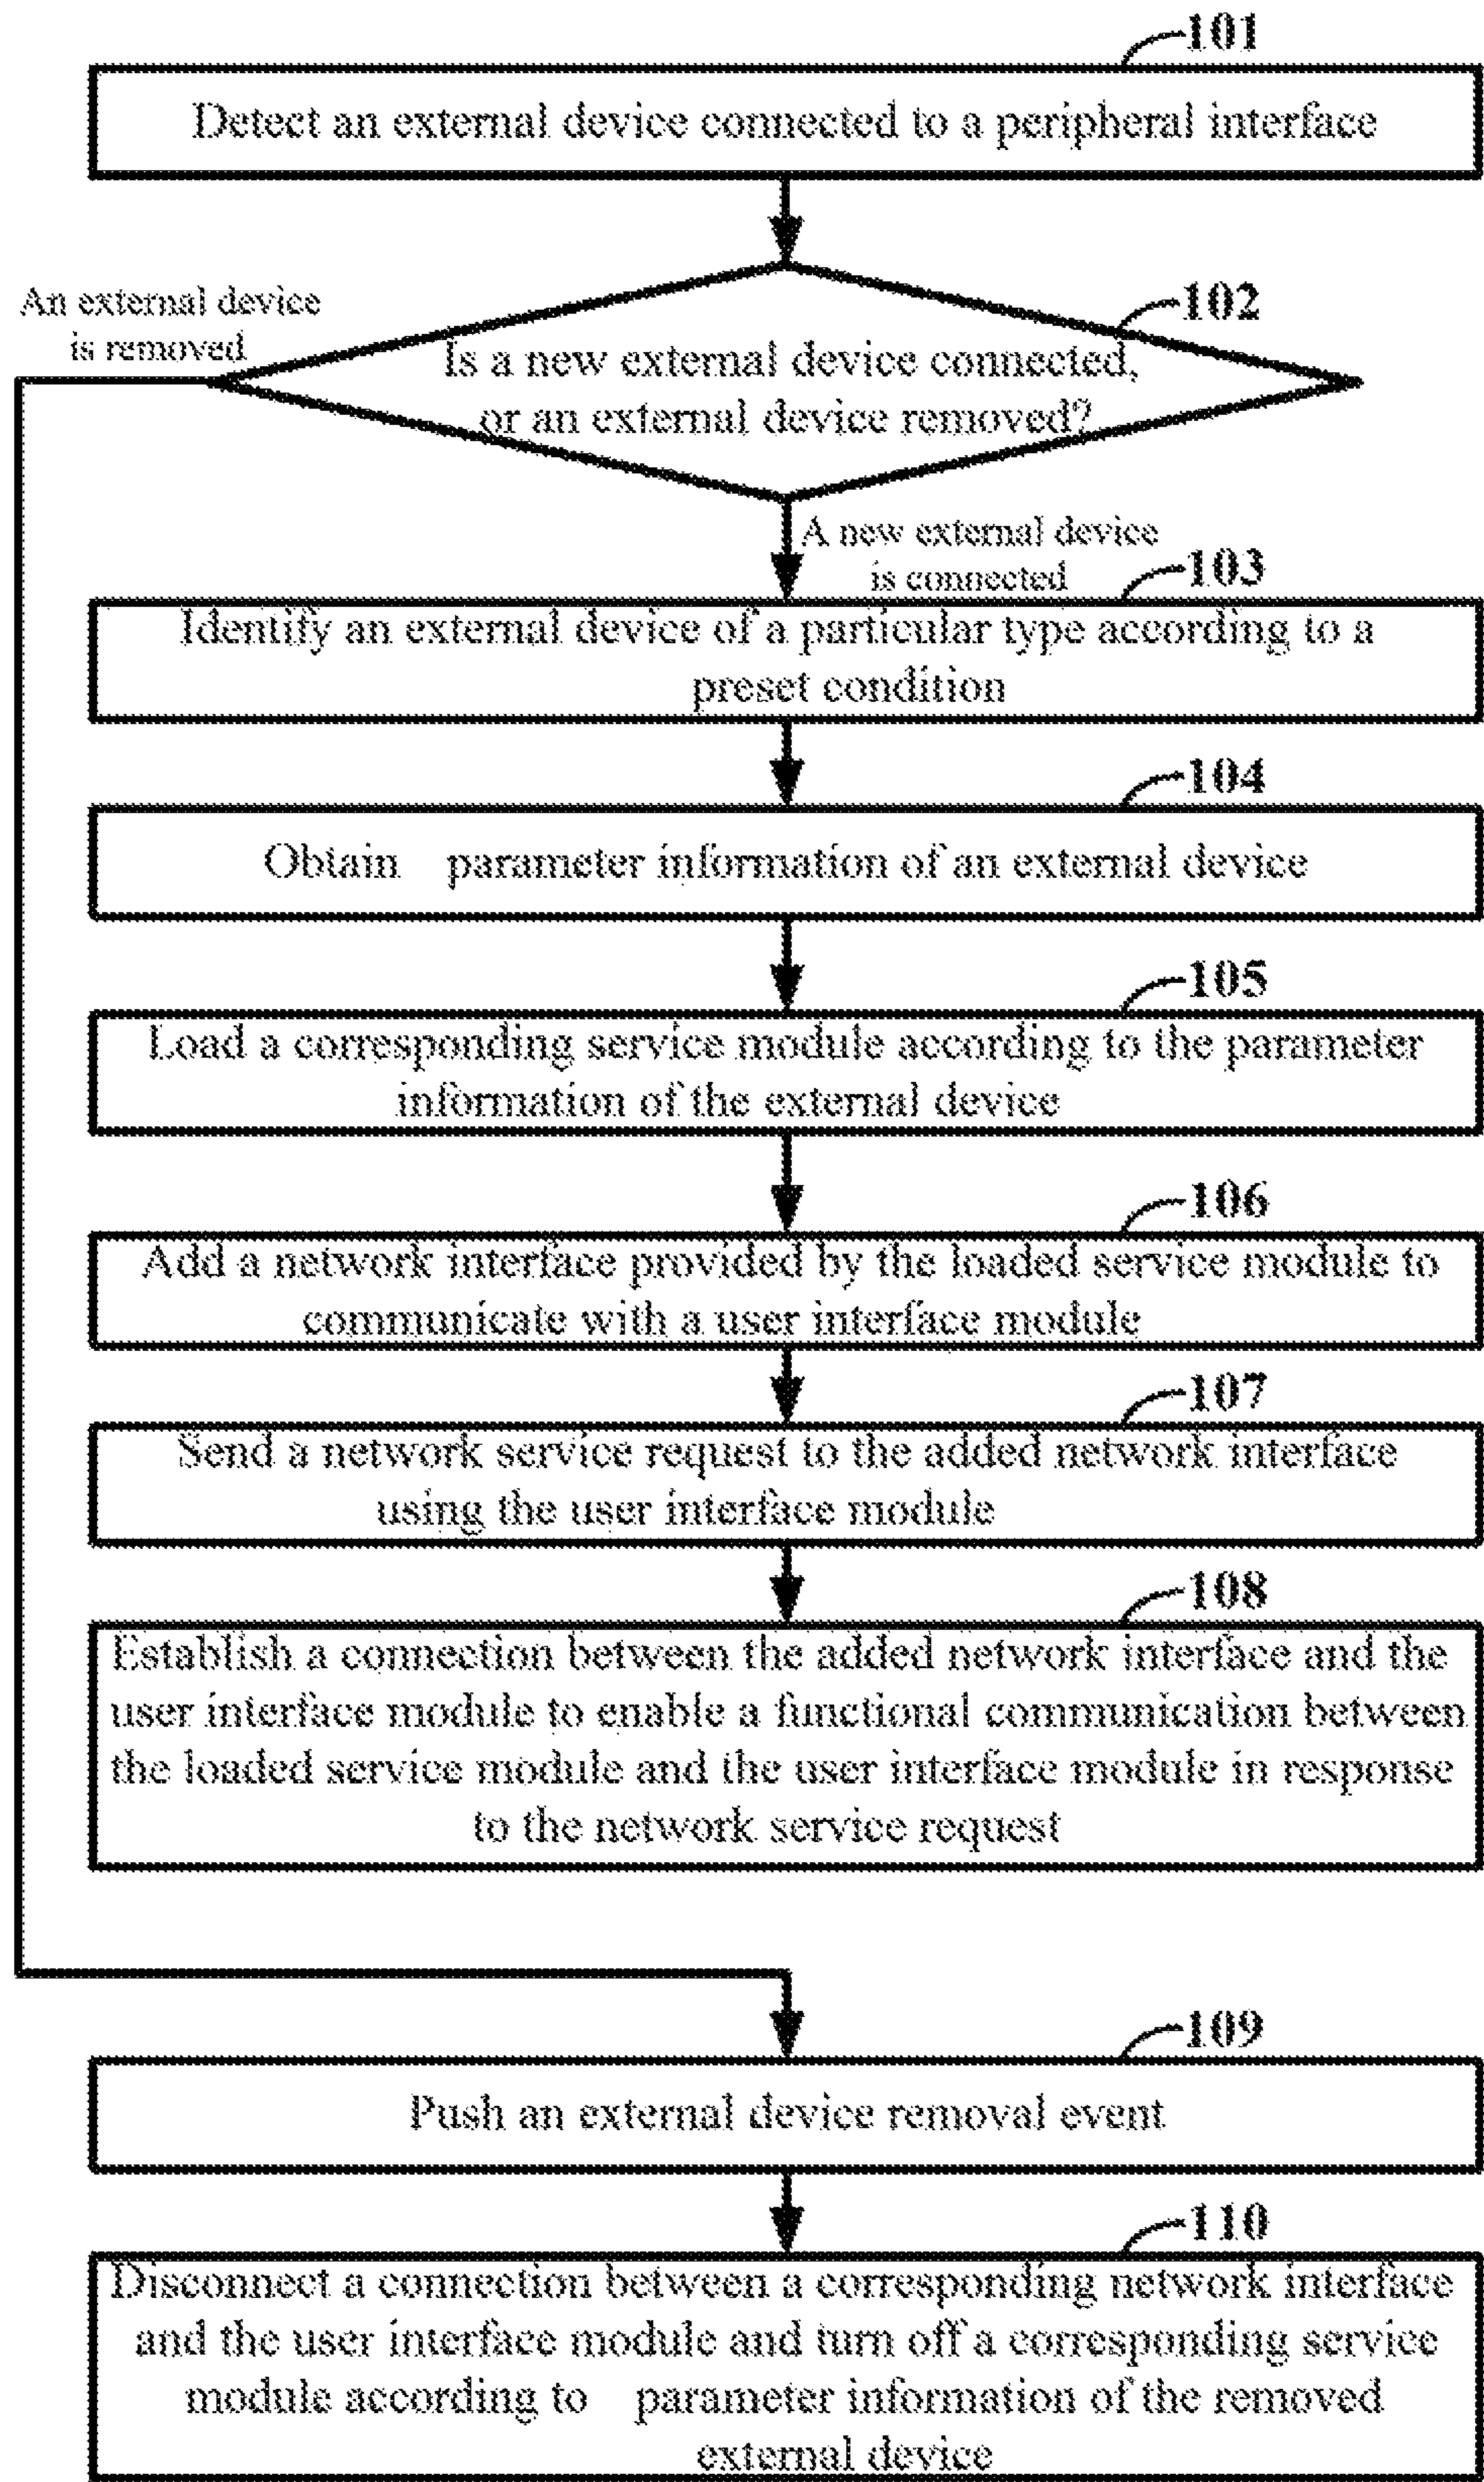 101
Detect an external device connected to a peripheral interface
An external device
is removed
102
Is a new external device connected,
or an external device removed?
A new external device
is connected
103
Identify an external device of a particular type according to a
preset condition
104
Obtain parameter information of an external device
105
Load a corresponding service module according to the parameter
information of the external device
106
Add a network interface provided by the loaded service module to
communicate with a user interface module
107
Send a network service request to the added network interface
using the user interface module
108
Establish a connection between the added network interface and the
user interface module to enable a functional communication between
the loaded service module and the user interface module in response
to the network service request
109
Push an external device removal event
110
Disconnect a connection between a corresponding network interface
and the user interface module and turn off a corresponding service
module according to parameter information of the removed
external device